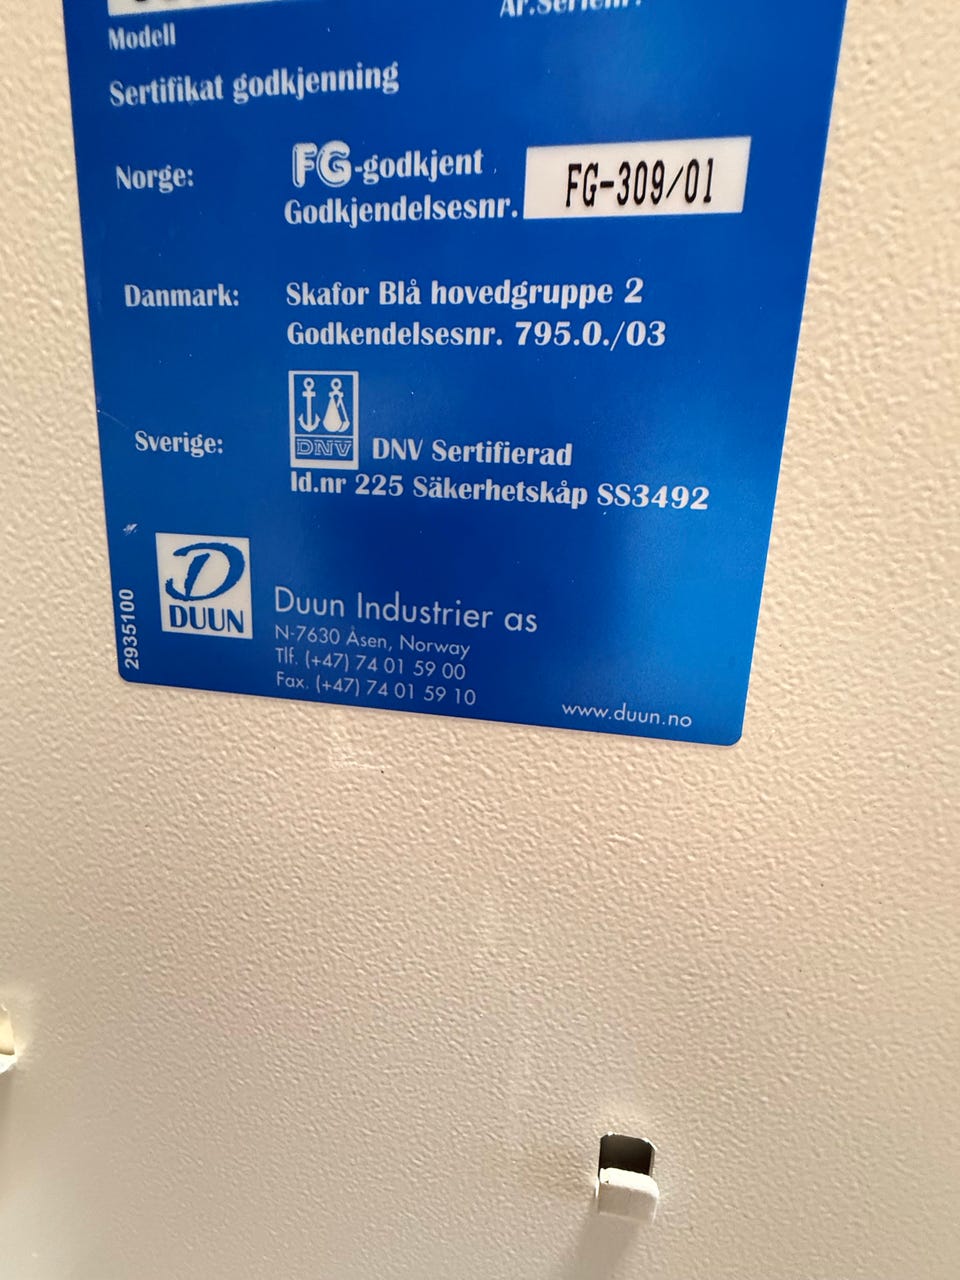 Modell
År.Serienr.
Sertifikat godkjenning
Norge: FG-godkjent
Godkjendelsesnr. FG-309/01
Danmark: Skafor Blå hovedgruppe 2
Godkendelsesnr. 795.0./03
DNV
Sverige: DNV Sertifierad
Id.nr 225 Säkerhetskåp SS3492
DUUN
2935100
Duun Industrier as
N-7630 Åsen, Norway
Tlf. (+47) 74 01 59 00
Fax. (+47) 74 01 59 10
www.duun.no